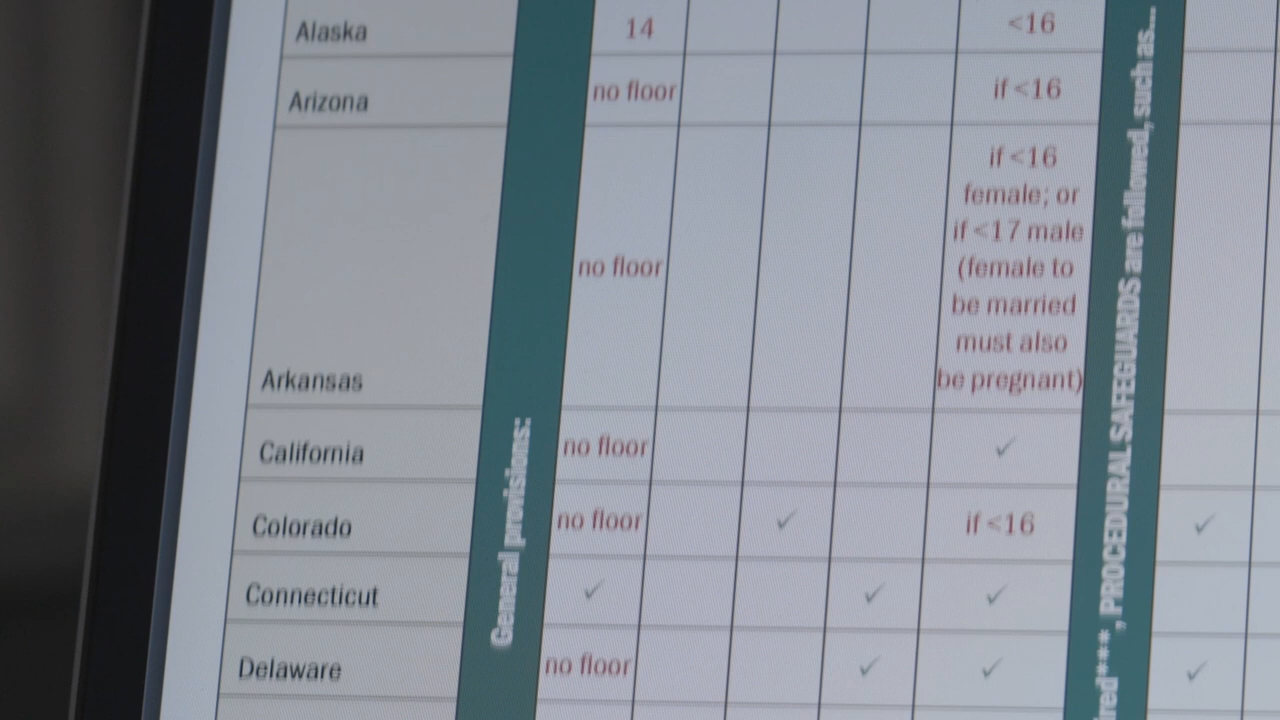 Alaska 14 <16
Arizona no floor if <16
if <16
female; or
if <17 male
no floor (female to
be married
must also
Arkansas be pregnant)
California no floor ✓
Colorado no floor ✓ if <16 ✓
Connecticut ✓ ✓ ✓
Delaware no floor ✓ ✓ ✓
General provisions:
, PROCEDURAL SAFEGUARDS are followed, such as...